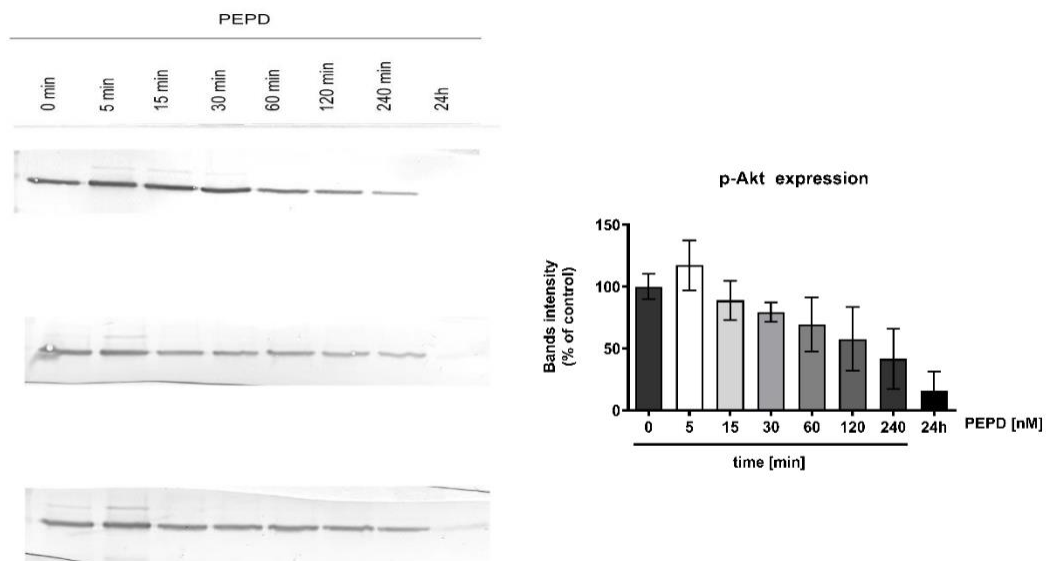 PEPD
0 min 5 min 15 min 30 min 60 min 120 min 240 min 24h
p-Akt expression
Bands intensity
(% of control)
150
100
50
0
0 5 15 30 60 120 240 24h PEPD [nM]
time [min]